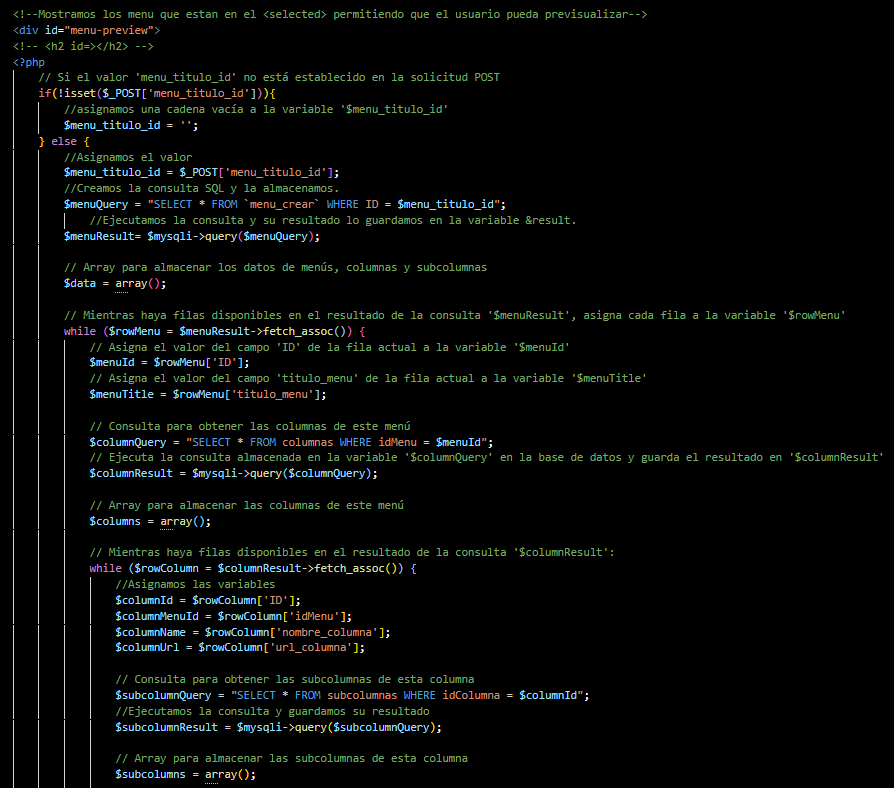 <!--Mostramos los menu que estan en el <selected> permitiendo que el usuario pueda previsualizar-->
<div id="menu-preview">
<!-- <h2 id=></h2> -->
<?php
// Si el valor 'menu_titulo_id' no está establecido en la solicitud POST
if(!isset($_POST['menu_titulo_id'])){
//asignamos una cadena vacía a la variable '$menu_titulo_id'
$menu_titulo_id = '';
} else {
//Asignamos el valor
$menu_titulo_id = $_POST['menu_titulo_id'];
//Creamos la consulta SQL y la almacenamos.
$menuQuery = "SELECT * FROM `menu_crear` WHERE ID = $menu_titulo_id";
//Ejecutamos la consulta y su resultado lo guardamos en la variable &result.
$menuResult= $mysqli->query($menuQuery);
// Array para almacenar los datos de menús, columnas y subcolumnas
$data = array();
// Mientras haya filas disponibles en el resultado de la consulta '$menuResult', asigna cada fila a la variable '$rowMenu'
while ($rowMenu = $menuResult->fetch_assoc()) {
// Asigna el valor del campo 'ID' de la fila actual a la variable '$menuId'
$menuId = $rowMenu['ID'];
// Asigna el valor del campo 'titulo_menu' de la fila actual a la variable '$menuTitle'
$menuTitle = $rowMenu['titulo_menu'];
// Consulta para obtener las columnas de este menú
$columnQuery = "SELECT * FROM columnas WHERE idMenu = $menuId";
// Ejecuta la consulta almacenada en la variable '$columnQuery' en la base de datos y guarda el resultado en '$columnResult'
$columnResult = $mysqli->query($columnQuery);
// Array para almacenar las columnas de este menú
$columns = array();
// Mientras haya filas disponibles en el resultado de la consulta '$columnResult':
while ($rowColumn = $columnResult->fetch_assoc()) {
//Asignamos las variables
$columnId = $rowColumn['ID'];
$columnMenuId = $rowColumn['idMenu'];
$columnName = $rowColumn['nombre_columna'];
$columnUrl = $rowColumn['url_columna'];
// Consulta para obtener las subcolumnas de esta columna
$subcolumnQuery = "SELECT * FROM subcolumnas WHERE idColumna = $columnId";
//Ejecutamos la consulta y guardamos su resultado
$subcolumnResult = $mysqli->query($subcolumnQuery);
// Array para almacenar las subcolumnas de esta columna
$subcolumns = array();